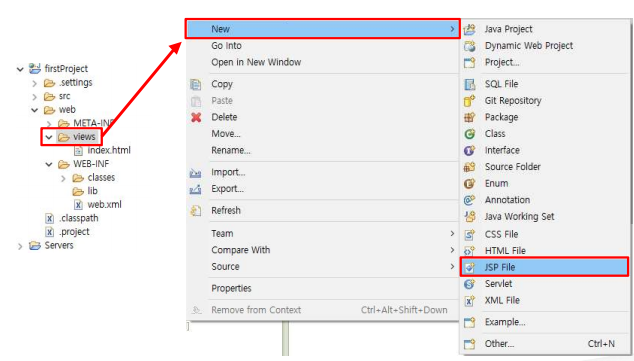 firstProject
.settings
src
web
META-INF
views
index.html
WEB-INF
classes
lib
web.xml
.classpath
.project
Servers
New
Go Into
Open in New Window
Copy
Paste
Delete
Move...
Rename...
Import...
Export...
Refresh
Team
Compare With
Source
Properties
Remove from Context Ctrl+Alt+Shift+Down
Java Project
Dynamic Web Project
Project...
SQL File
Git Repository
Package
Class
Interface
Source Folder
Enum
Annotation
Java Working Set
CSS File
HTML File
JSP File
Servlet
XML File
Example...
Other... Ctrl+N